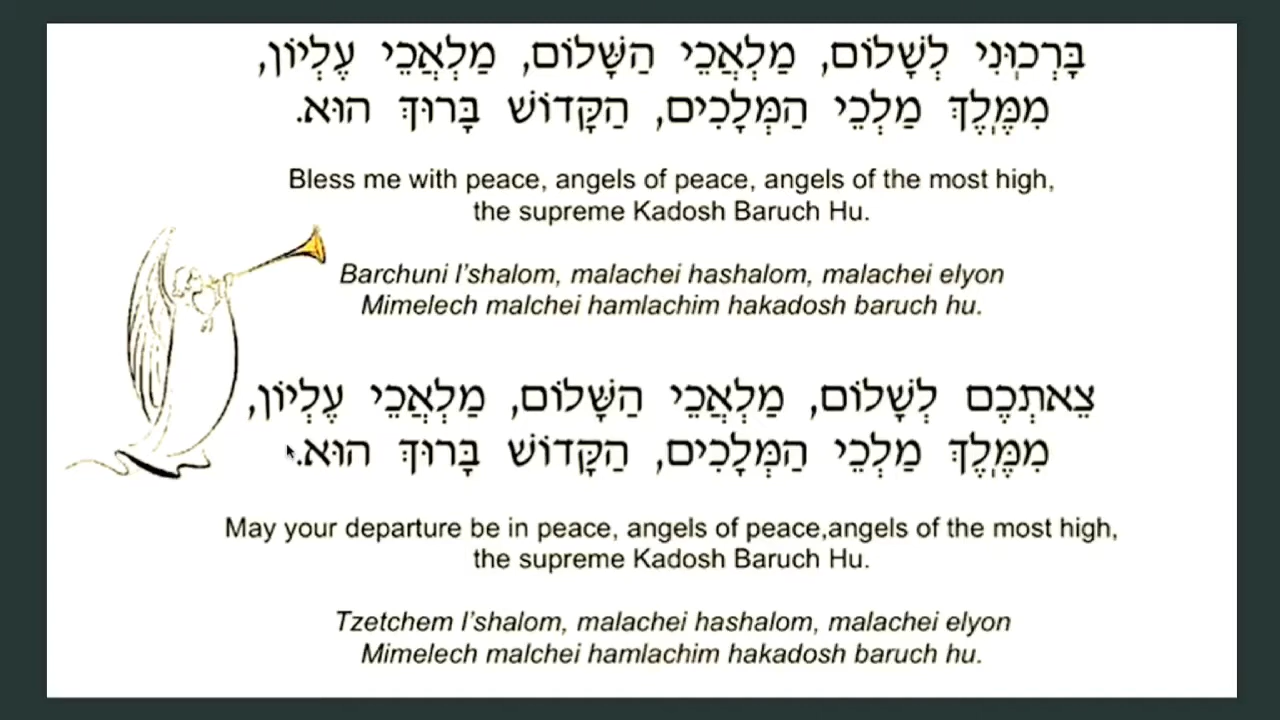 בָּרְכוּנִי לְשָׁלוֹם, מַלְאֲכֵי הַשָּׁלוֹם, מַלְאֲכֵי עֶלְיוֹן,
מִמֶּלֶךְ מַלְכֵי הַמְּלָכִים, הַקָּדוֹשׁ בָּרוּךְ הוּא.
Bless me with peace, angels of peace, angels of the most high,
the supreme Kadosh Baruch Hu.
Barchuni l'shalom, malachei hashalom, malachei elyon
Mimelech malchei hamlachim hakadosh baruch hu.
צֵאתְכֶם לְשָׁלוֹם, מַלְאֲכֵי הַשָּׁלוֹם, מַלְאֲכֵי עֶלְיוֹן,
מִמֶּלֶךְ מַלְכֵי הַמְּלָכִים, הַקָּדוֹשׁ בָּרוּךְ הוּא.
May your departure be in peace, angels of peace,angels of the most high,
the supreme Kadosh Baruch Hu.
Tzetchem l'shalom, malachei hashalom, malachei elyon
Mimelech malchei hamlachim hakadosh baruch hu.